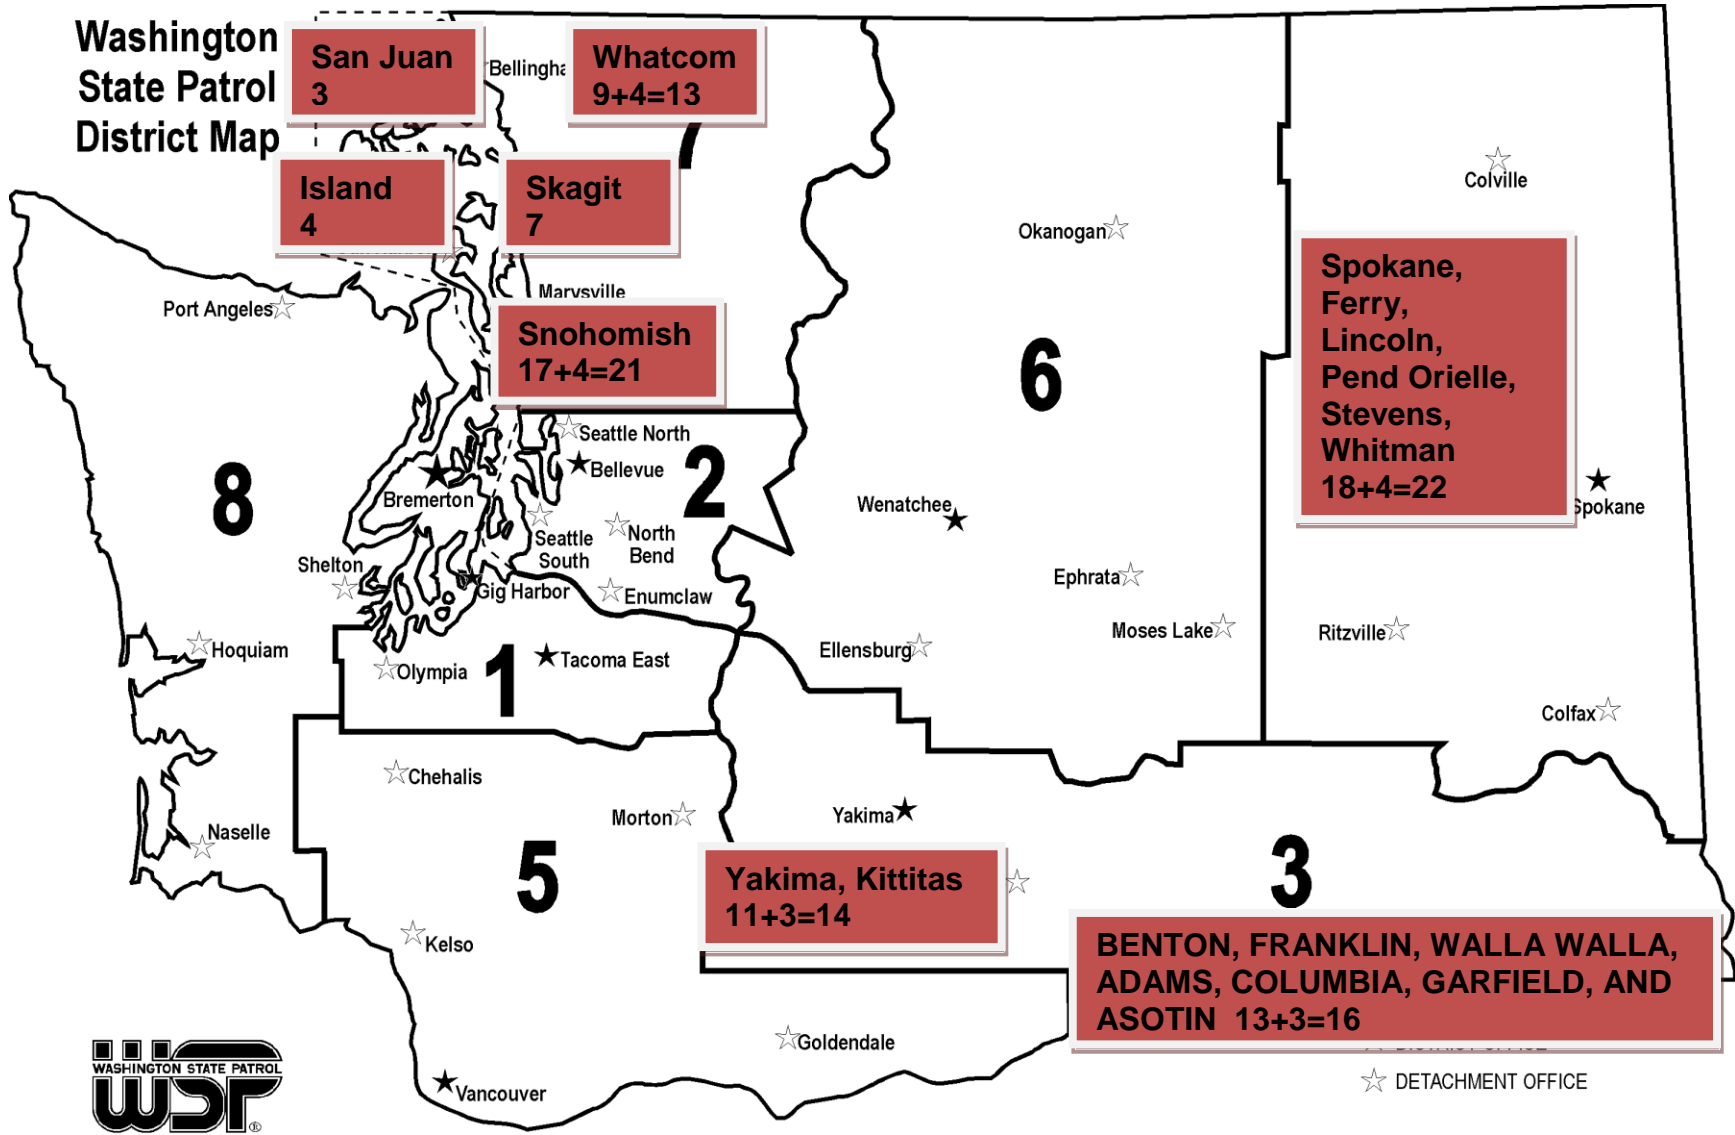 Washington
State Patrol
District Map
San Juan
3
Bellingha
Whatcom
9+4=13
7
Island
4
Skagit
7
Colville
Okanogan
Port Angeles
Marysville
Snohomish
17+4=21
Spokane,
Ferry,
Lincoln,
Pend Orielle,
Stevens,
Whitman
18+4=22
6
Seattle North
Bellevue
2
8
Bremerton
Wenatchee
Spokane
Seattle
South
North
Bend
Shelton
Gig Harbor
Enumclaw
Ephrata
Moses Lake
Ritzville
Hoquiam
Ellensburg
Olympia
1
Tacoma East
Colfax
Chehalis
Morton
Yakima
Naselle
5
3
Yakima, Kittitas
11+3=14
Kelso
BENTON, FRANKLIN, WALLA WALLA,
ADAMS, COLUMBIA, GARFIELD, AND
ASOTIN 13+3=16
Goldendale
WASHINGTON STATE PATROL
WSP
®
Vancouver
DETACHMENT OFFICE